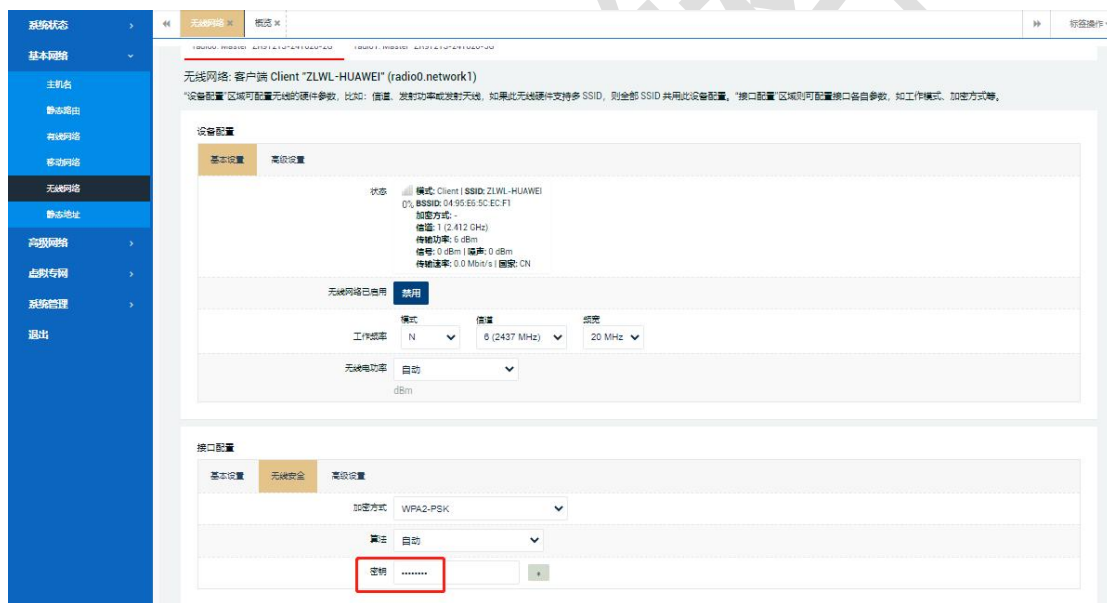 系统状态
基本网络
主机名
静态路由
有线网络
移动网络
无线网络
静态地址
高级网络
虚拟专网
系统管理
退出
无线网络 × 概览 × 标签操作
无线网络: 客户端 Client "ZLWL-HUAWEI" (radio0.network1)
"设备配置"区域可配置无线的硬件参数，比如：信道、发射功率或发射天线，如果此无线硬件支持多 SSID，则全部 SSID 共用此设备配置。"接口配置"区域则可配置接口各自参数，如工作模式、加密方式等。
设备配置
基本设置 高级设置
状态 模式: Client | SSID: ZLWL-HUAWEI
0% BSSID: 04:95:E6:5C:EC:F1
加密方式: -
信道: 1 (2.412 GHz)
传输功率: 6 dBm
信号: 0 dBm | 噪声: 0 dBm
传输速率: 0.0 Mbit/s | 国家: CN
无线网络已启用 禁用
模式 信道 频宽
工作频率 N 6 (2437 MHz) 20 MHz
无线电功率 自动
dBm
接口配置
基本设置 无线安全 高级设置
加密方式 WPA2-PSK
算法 自动
密钥 ••••••••